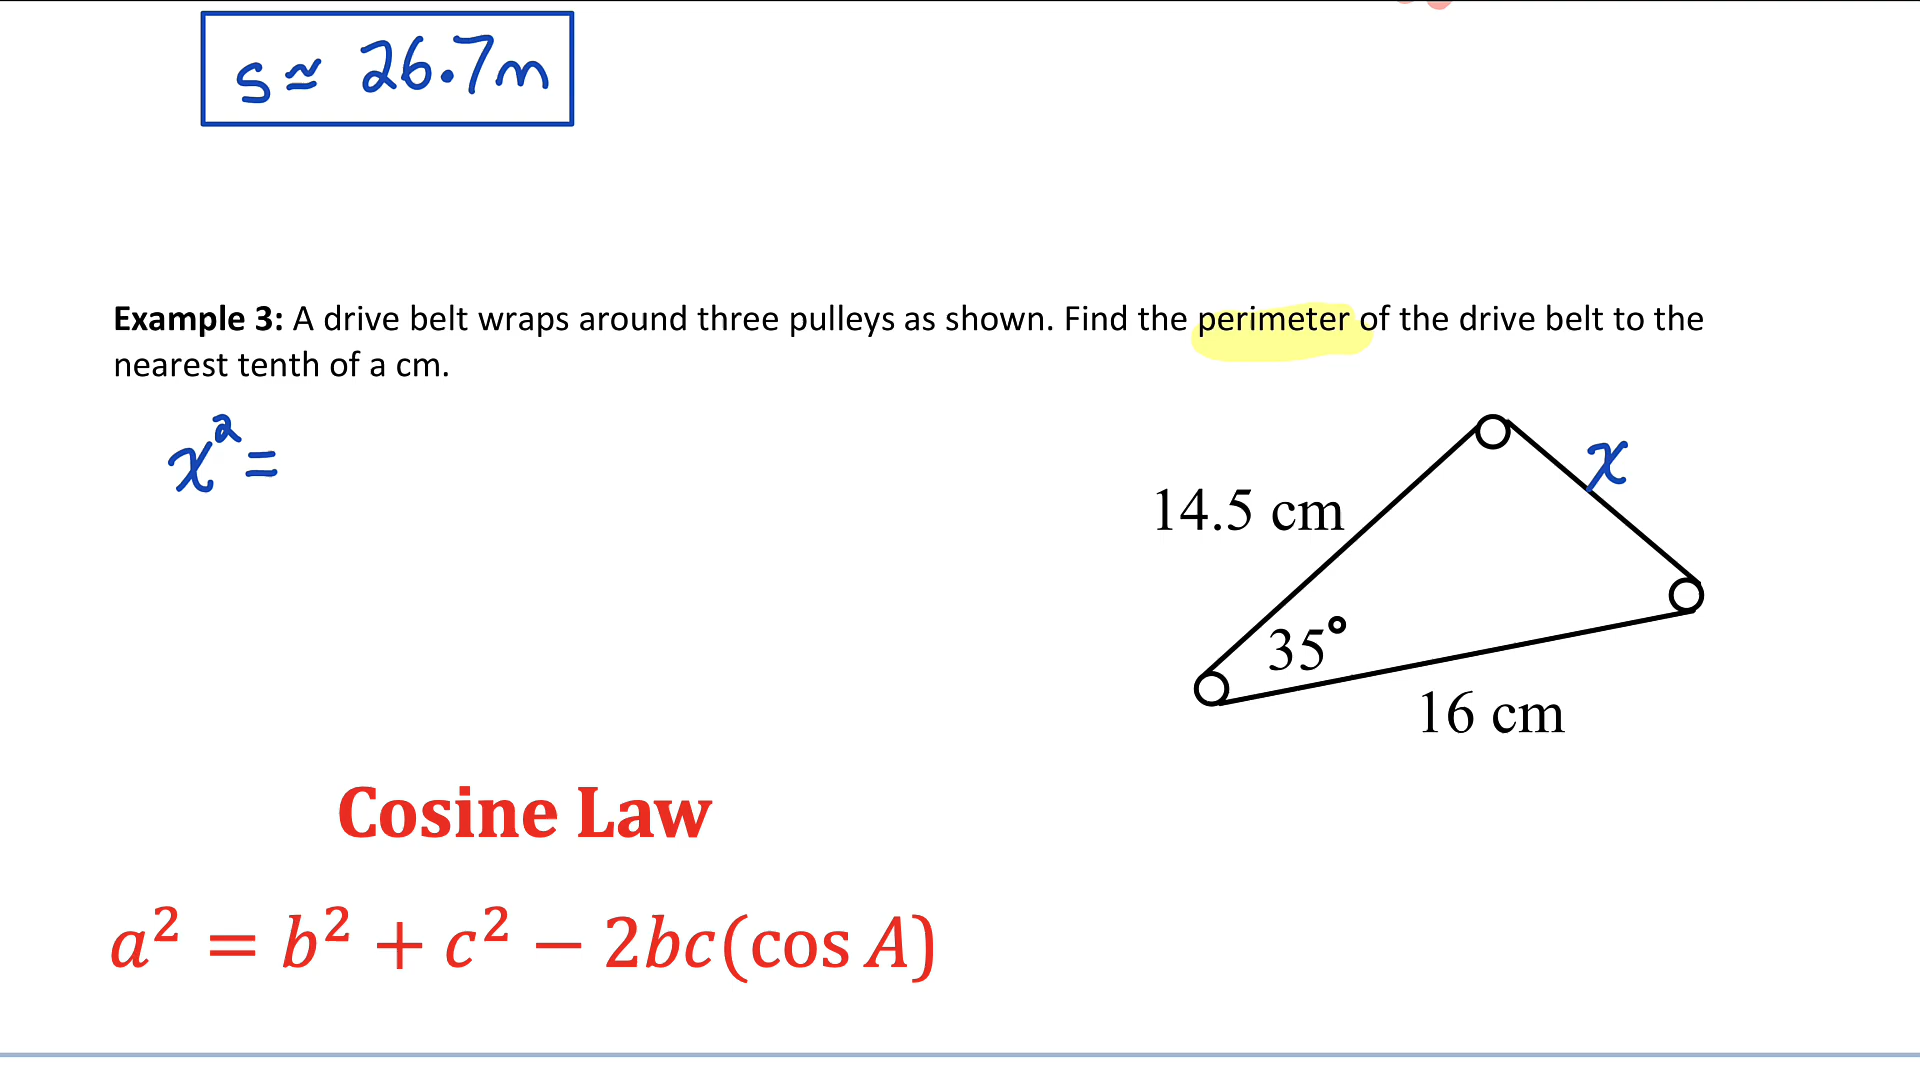 s ≈ 26.7m
Example 3: A drive belt wraps around three pulleys as shown. Find the perimeter of the drive belt to the
nearest tenth of a cm.
x² =
x
14.5 cm
35°
16 cm
Cosine Law
a² = b² + c² − 2bc(cos A)